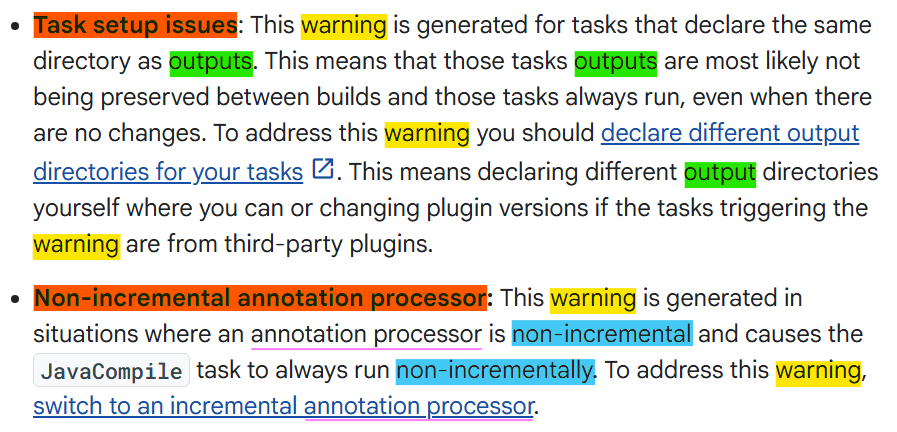 • Task setup issues: This warning is generated for tasks that declare the same
directory as outputs. This means that those tasks outputs are most likely not
being preserved between builds and those tasks always run, even when there
are no changes. To address this warning you should declare different output
directories for your tasks. This means declaring different output directories
yourself where you can or changing plugin versions if the tasks triggering the
warning are from third-party plugins.
• Non-incremental annotation processor: This warning is generated in
situations where an annotation processor is non-incremental and causes the
JavaCompile task to always run non-incrementally. To address this warning,
switch to an incremental annotation processor.